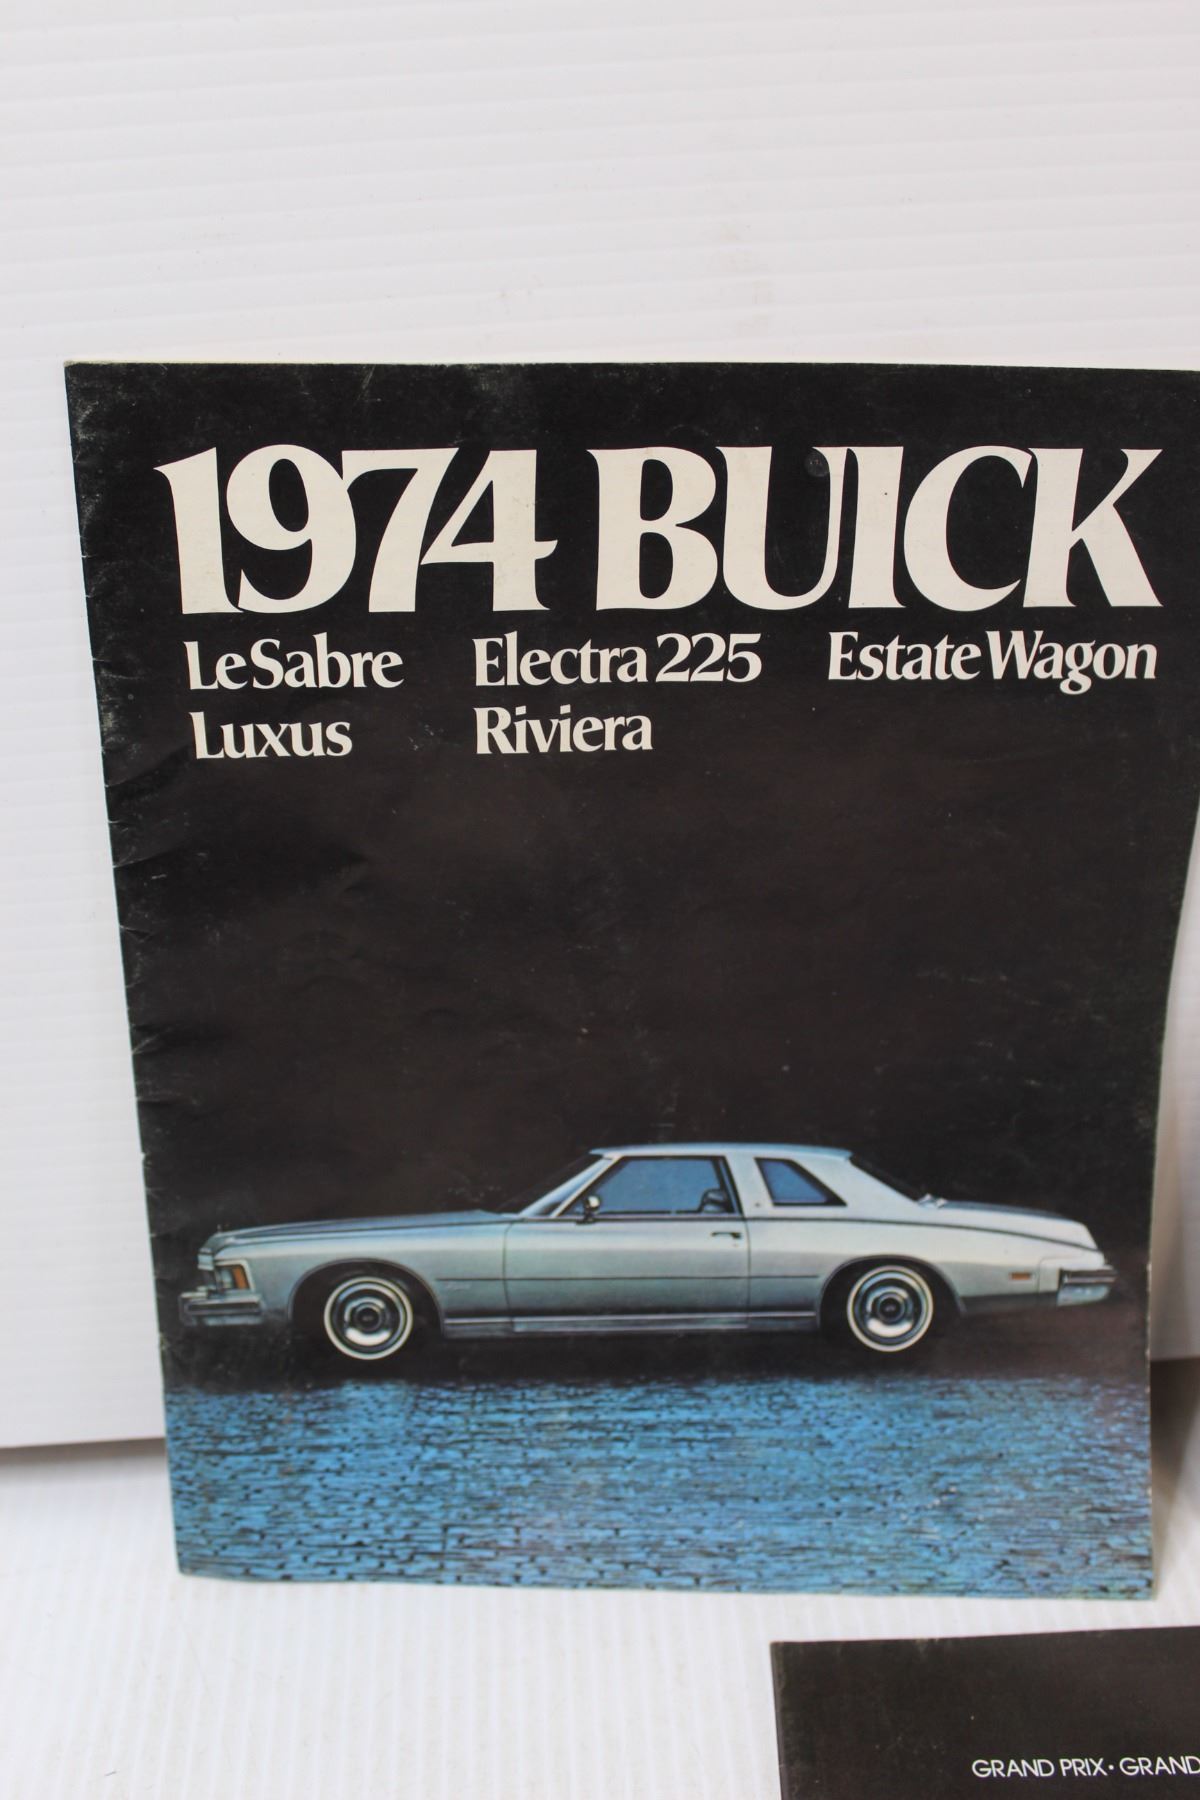 1974 BUICK
LeSabre Electra 225 Estate Wagon
Luxus Riviera
GRAND PRIX • GRAND